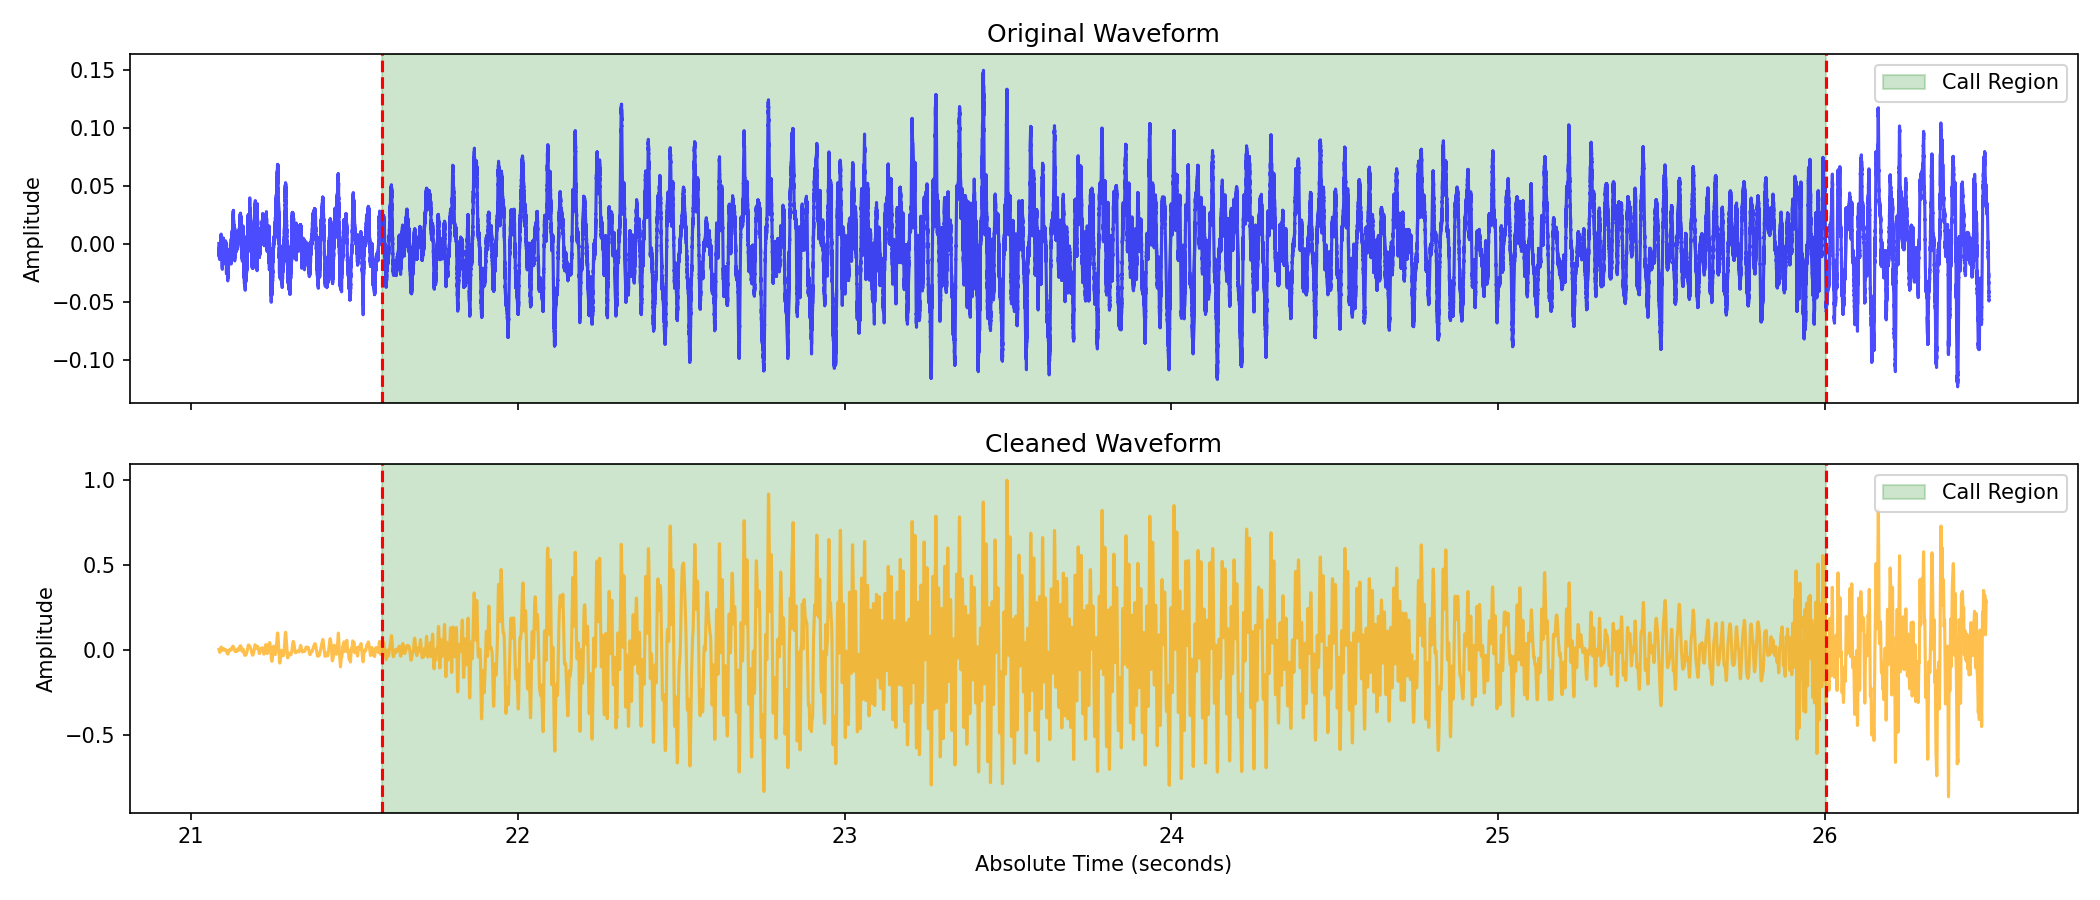 Original Waveform
Amplitude
0.15
0.10
0.05
0.00
−0.05
−0.10
Call Region
Cleaned Waveform
Amplitude
1.0
0.5
0.0
−0.5
Call Region
21 22 23 24 25 26
Absolute Time (seconds)